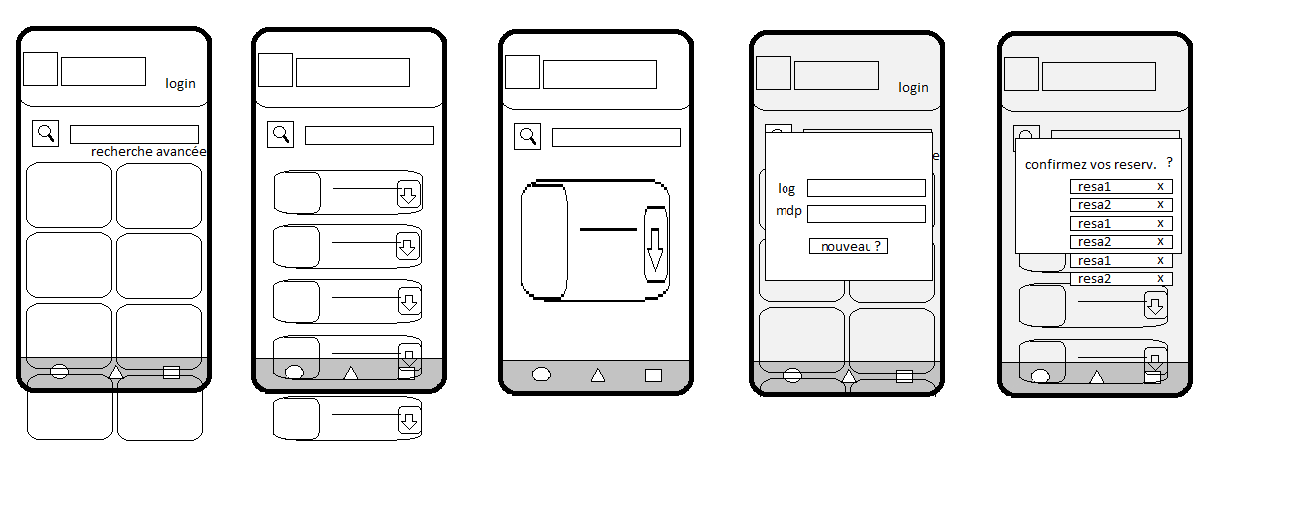 login
recherche avancée
login
e
log
mdp
nouveau ?
confirmez vos reserv. ?
resa1 x
resa2 x
resa1 x
resa2 x
resa1 x
resa2 x